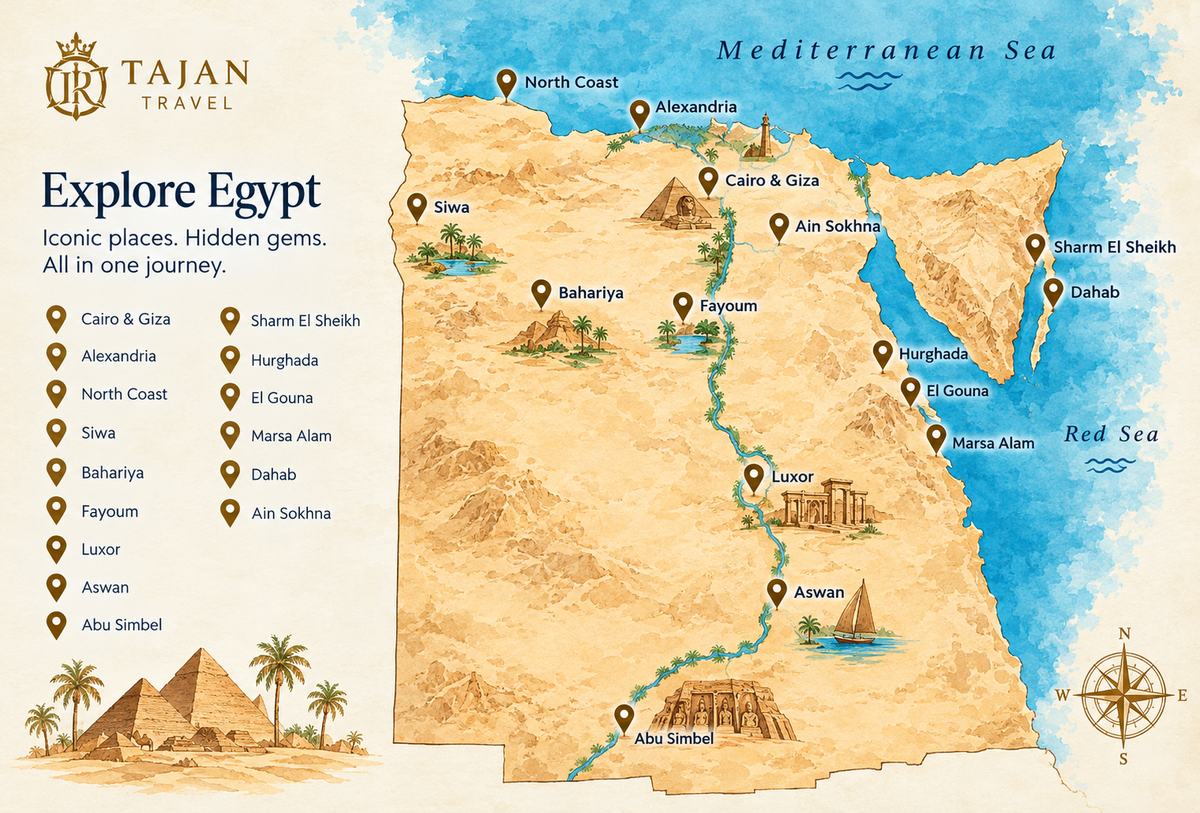 TAJAN
TRAVEL
Explore Egypt
Iconic places. Hidden gems.
All in one journey.
Cairo & Giza
Alexandria
North Coast
Siwa
Bahariya
Fayoum
Luxor
Aswan
Abu Simbel
Sharm El Sheikh
Hurghada
El Gouna
Marsa Alam
Dahab
Ain Sokhna
Mediterranean Sea
North Coast
Alexandria
Cairo & Giza
Siwa
Ain Sokhna
Sharm El Sheikh
Bahariya
Dahab
Fayoum
Hurghada
El Gouna
Red Sea
Marsa Alam
Luxor
Aswan
Abu Simbel
N
W
E
S